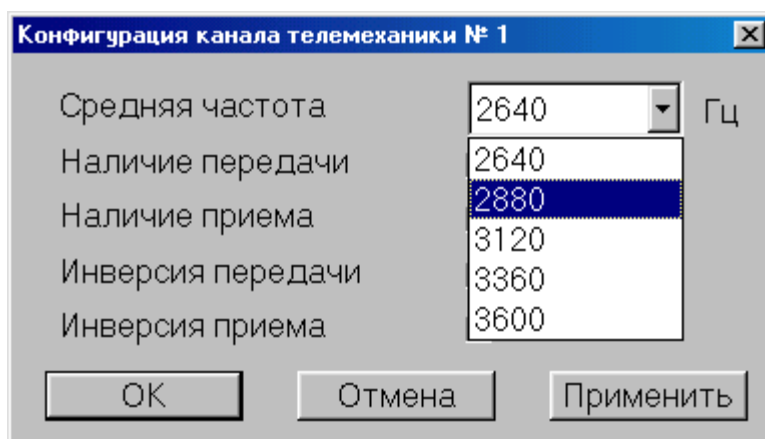 Конфигурация канала телемеханики № 1
Средняя частота 2640 Гц
Наличие передачи 2640
2880
Наличие приема
3120
Инверсия передачи 3360
Инверсия приема 3600
OK Отмена Применить